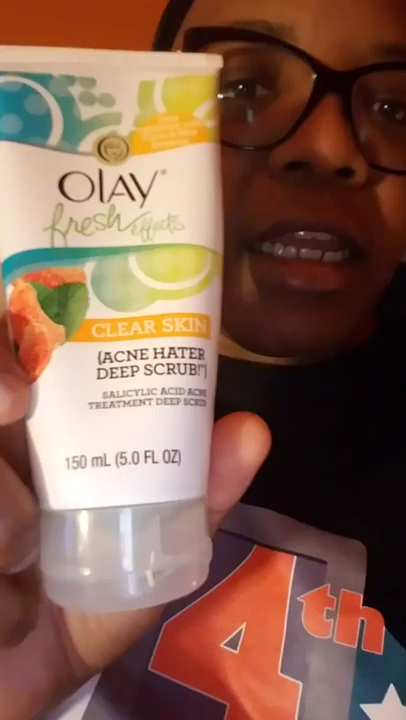 OLAY®
fresh effects
CLEAR SKIN
{ACNE HATER
DEEP SCRUB!™}
SALICYLIC ACID ACNE
TREATMENT DEEP SCRUB
150 mL (5.0 FL OZ)
4th